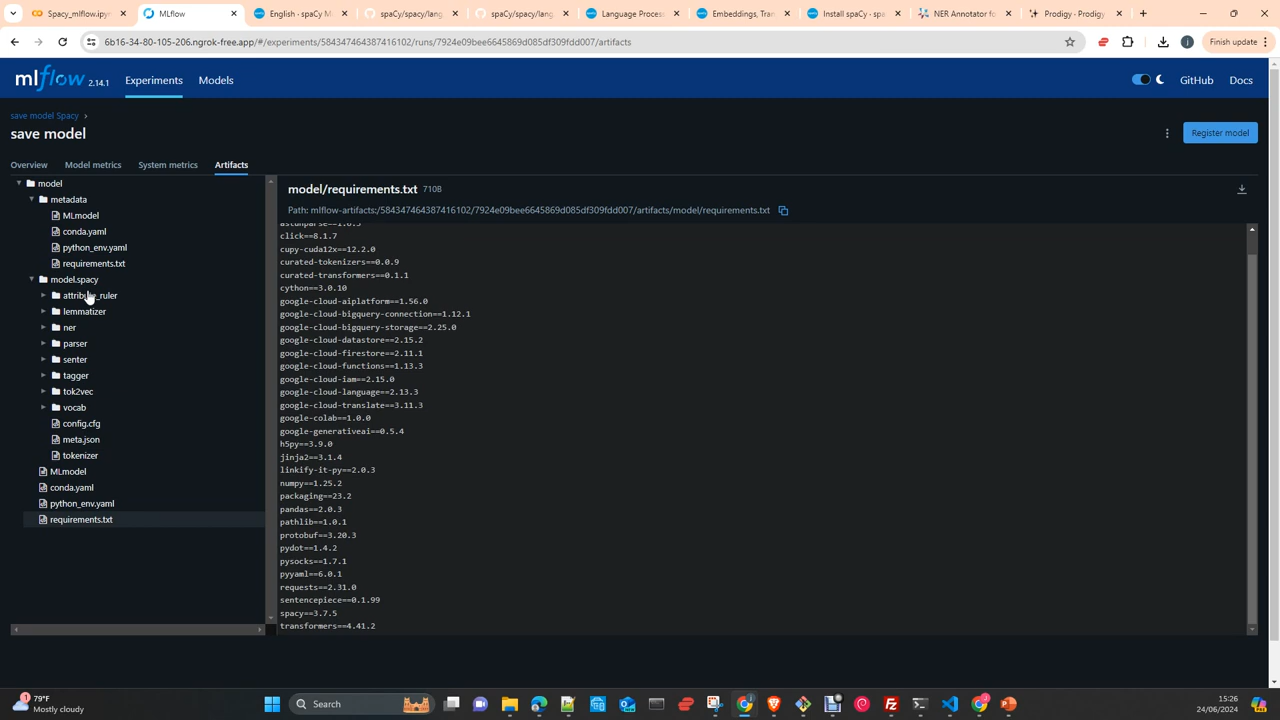 Spacy_mlflow.ipyn
MLflow
English · spaCy M
spaCy/spacy/lang
spaCy/spacy/lang
Language Process
Embeddings, Tran
Install spaCy · spa
NER Annotator fo
Prodigy · Prodigy
6b16-34-80-105-206.ngrok-free.app/#/experiments/584347464387416102/runs/7924e09bee6645869d085df309fdd007/artifacts
Finish update
mlflow 2.14.1
Experiments
Models
GitHub
Docs
save model Spacy
save model
Register model
Overview
Model metrics
System metrics
Artifacts
model
metadata
MLmodel
conda.yaml
python_env.yaml
requirements.txt
model.spacy
attribute_ruler
lemmatizer
ner
parser
senter
tagger
tok2vec
vocab
config.cfg
meta.json
tokenizer
MLmodel
conda.yaml
python_env.yaml
requirements.txt
model/requirements.txt 710B
Path: mlflow-artifacts:/584347464387416102/7924e09bee6645869d085df309fdd007/artifacts/model/requirements.txt
astunparse==1.6.3
click==8.1.7
cupy-cuda12x==12.2.0
curated-tokenizers==0.0.9
curated-transformers==0.1.1
cython==3.0.10
google-cloud-aiplatform==1.56.0
google-cloud-bigquery-connection==1.12.1
google-cloud-bigquery-storage==2.25.0
google-cloud-datastore==2.15.2
google-cloud-firestore==2.11.1
google-cloud-functions==1.13.3
google-cloud-iam==2.15.0
google-cloud-language==2.13.3
google-cloud-translate==3.11.3
google-colab==1.0.0
google-generativeai==0.5.4
h5py==3.9.0
jinja2==3.1.4
linkify-it-py==2.0.3
numpy==1.25.2
packaging==23.2
pandas==2.0.3
pathlib==1.0.1
protobuf==3.20.3
pydot==1.4.2
pysocks==1.7.1
pyyaml==6.0.1
requests==2.31.0
sentencepiece==0.1.99
spacy==3.7.5
transformers==4.41.2
1
79°F
Mostly cloudy
Search
15:26
24/06/2024